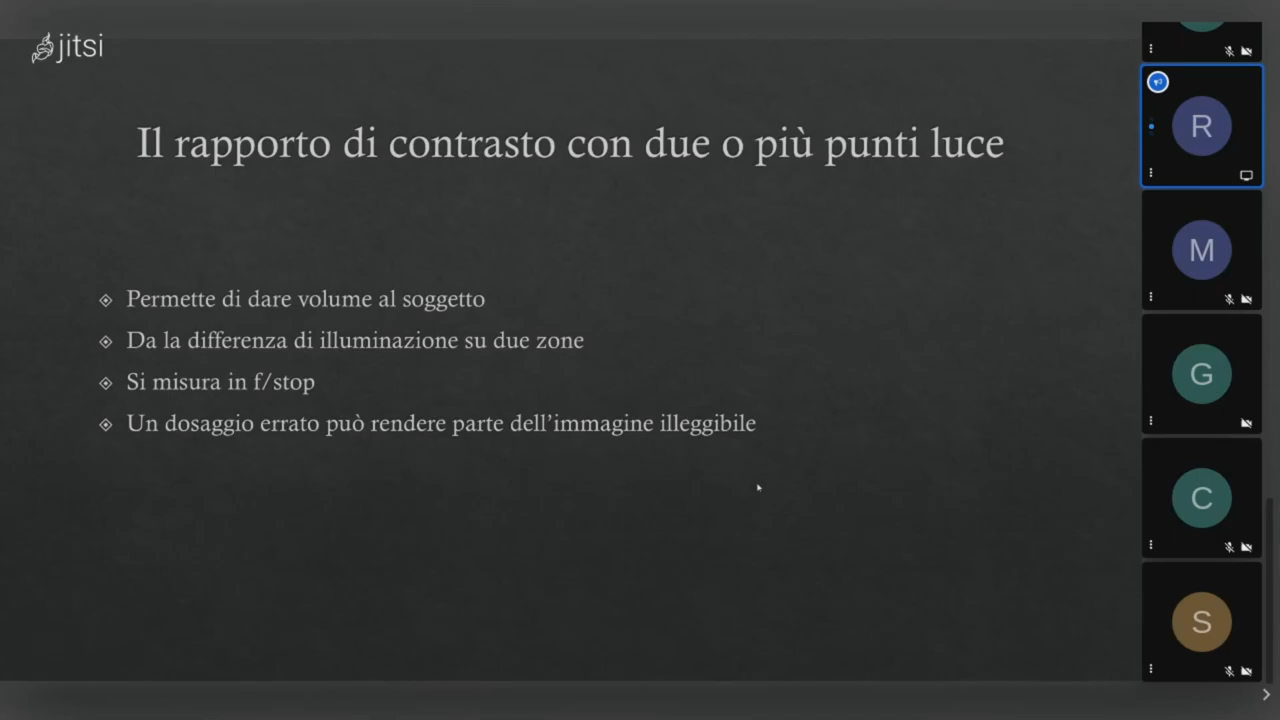 jitsi
Il rapporto di contrasto con due o più punti luce
Permette di dare volume al soggetto
Da la differenza di illuminazione su due zone
Si misura in f/stop
Un dosaggio errato può rendere parte dell’immagine illeggibile
R
M
G
C
S